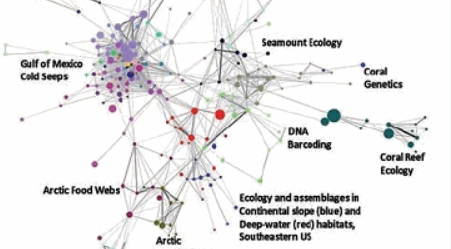 Seamount Ecology
Gulf of Mexico
Cold Seeps
Coral
Genetics
DNA
Barcoding
Coral Reef
Ecology
Arctic Food Webs
Ecology and assemblages in
Continental slope (blue) and
Deep-water (red) habitats,
Southeastern US
Arctic